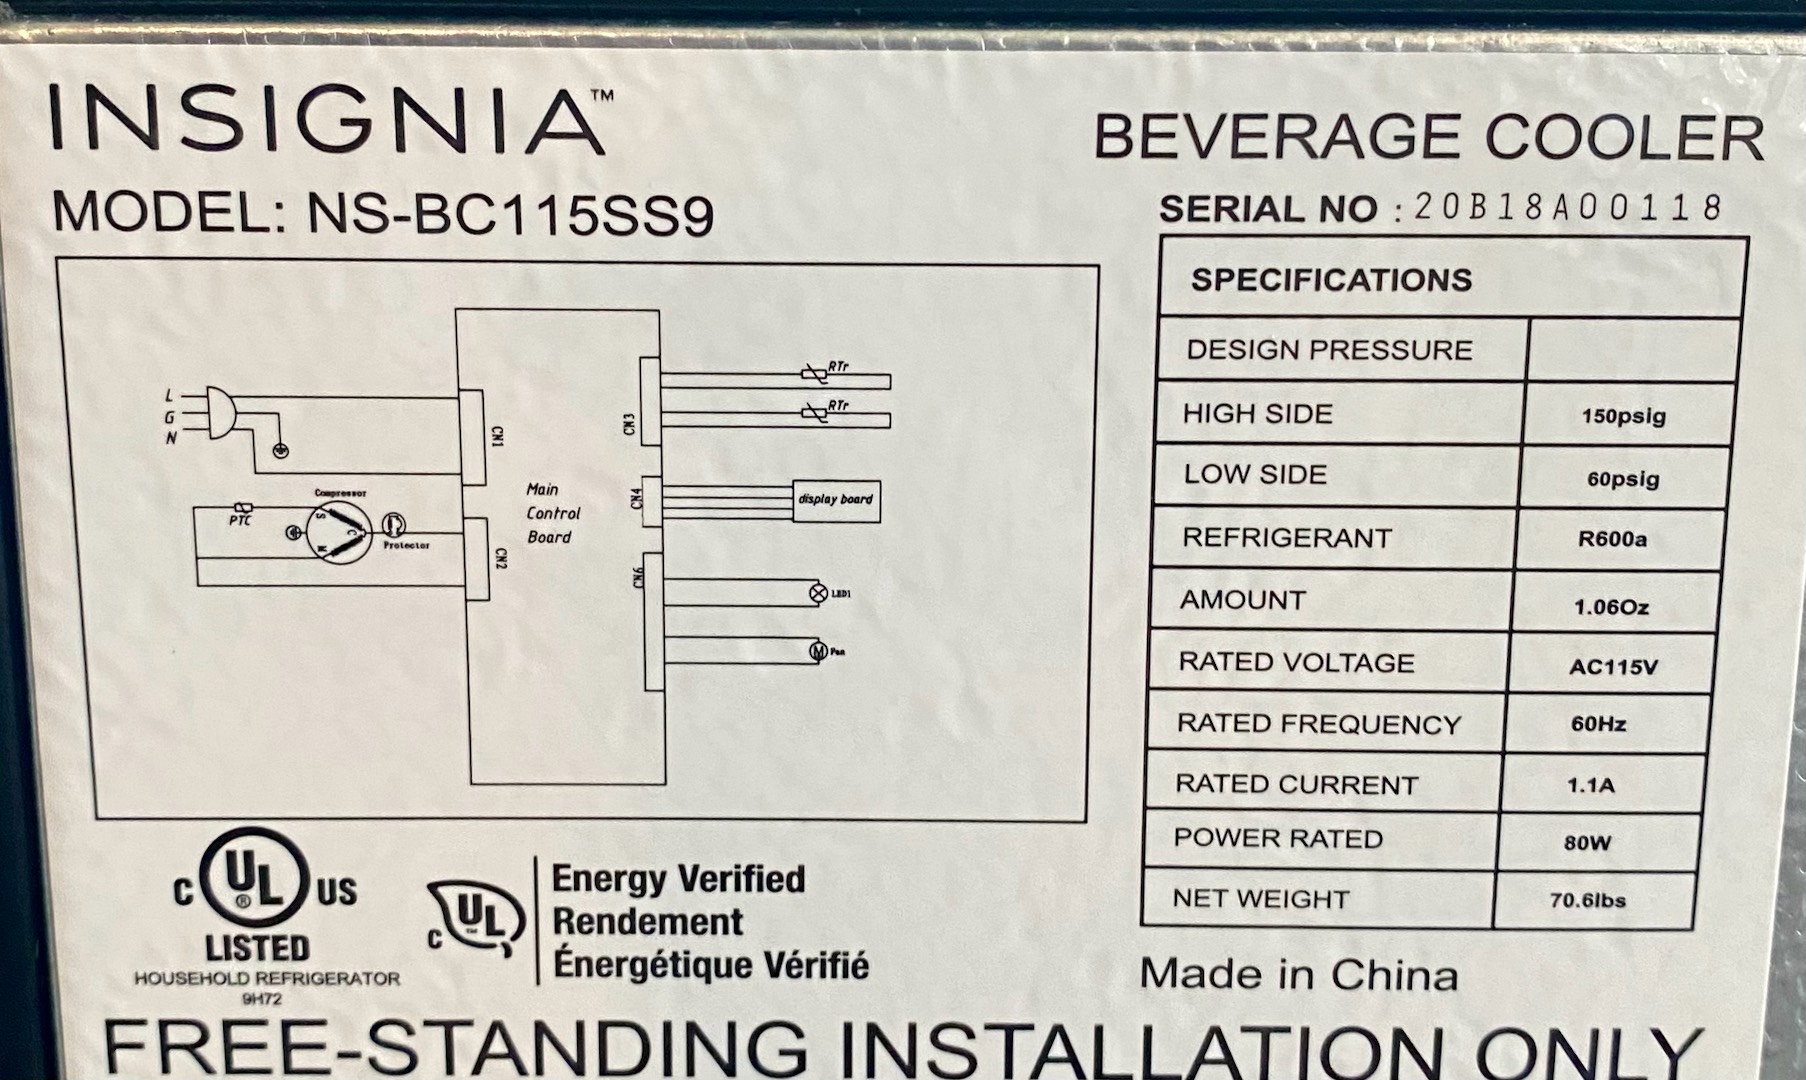 INSIGNIA™
BEVERAGE COOLER
MODEL: NS-BC115SS9
SERIAL NO : 20B18A00118
L
G
N
CN1
PTC
Compressor
S
C
M
Protector
CN2
Main
Control
Board
CN3
RTr
RTr
CN4
display board
CN6
LED1
M
Fan
SPECIFICATIONS
DESIGN PRESSURE
HIGH SIDE 150psig
LOW SIDE 60psig
REFRIGERANT R600a
AMOUNT 1.06Oz
RATED VOLTAGE AC115V
RATED FREQUENCY 60Hz
RATED CURRENT 1.1A
POWER RATED 80W
NET WEIGHT 70.6lbs
C UL® US
LISTED
HOUSEHOLD REFRIGERATOR
9H72
C UL™
Energy Verified
Rendement
Énergétique Vérifié
Made in China
FREE-STANDING INSTALLATION ONLY